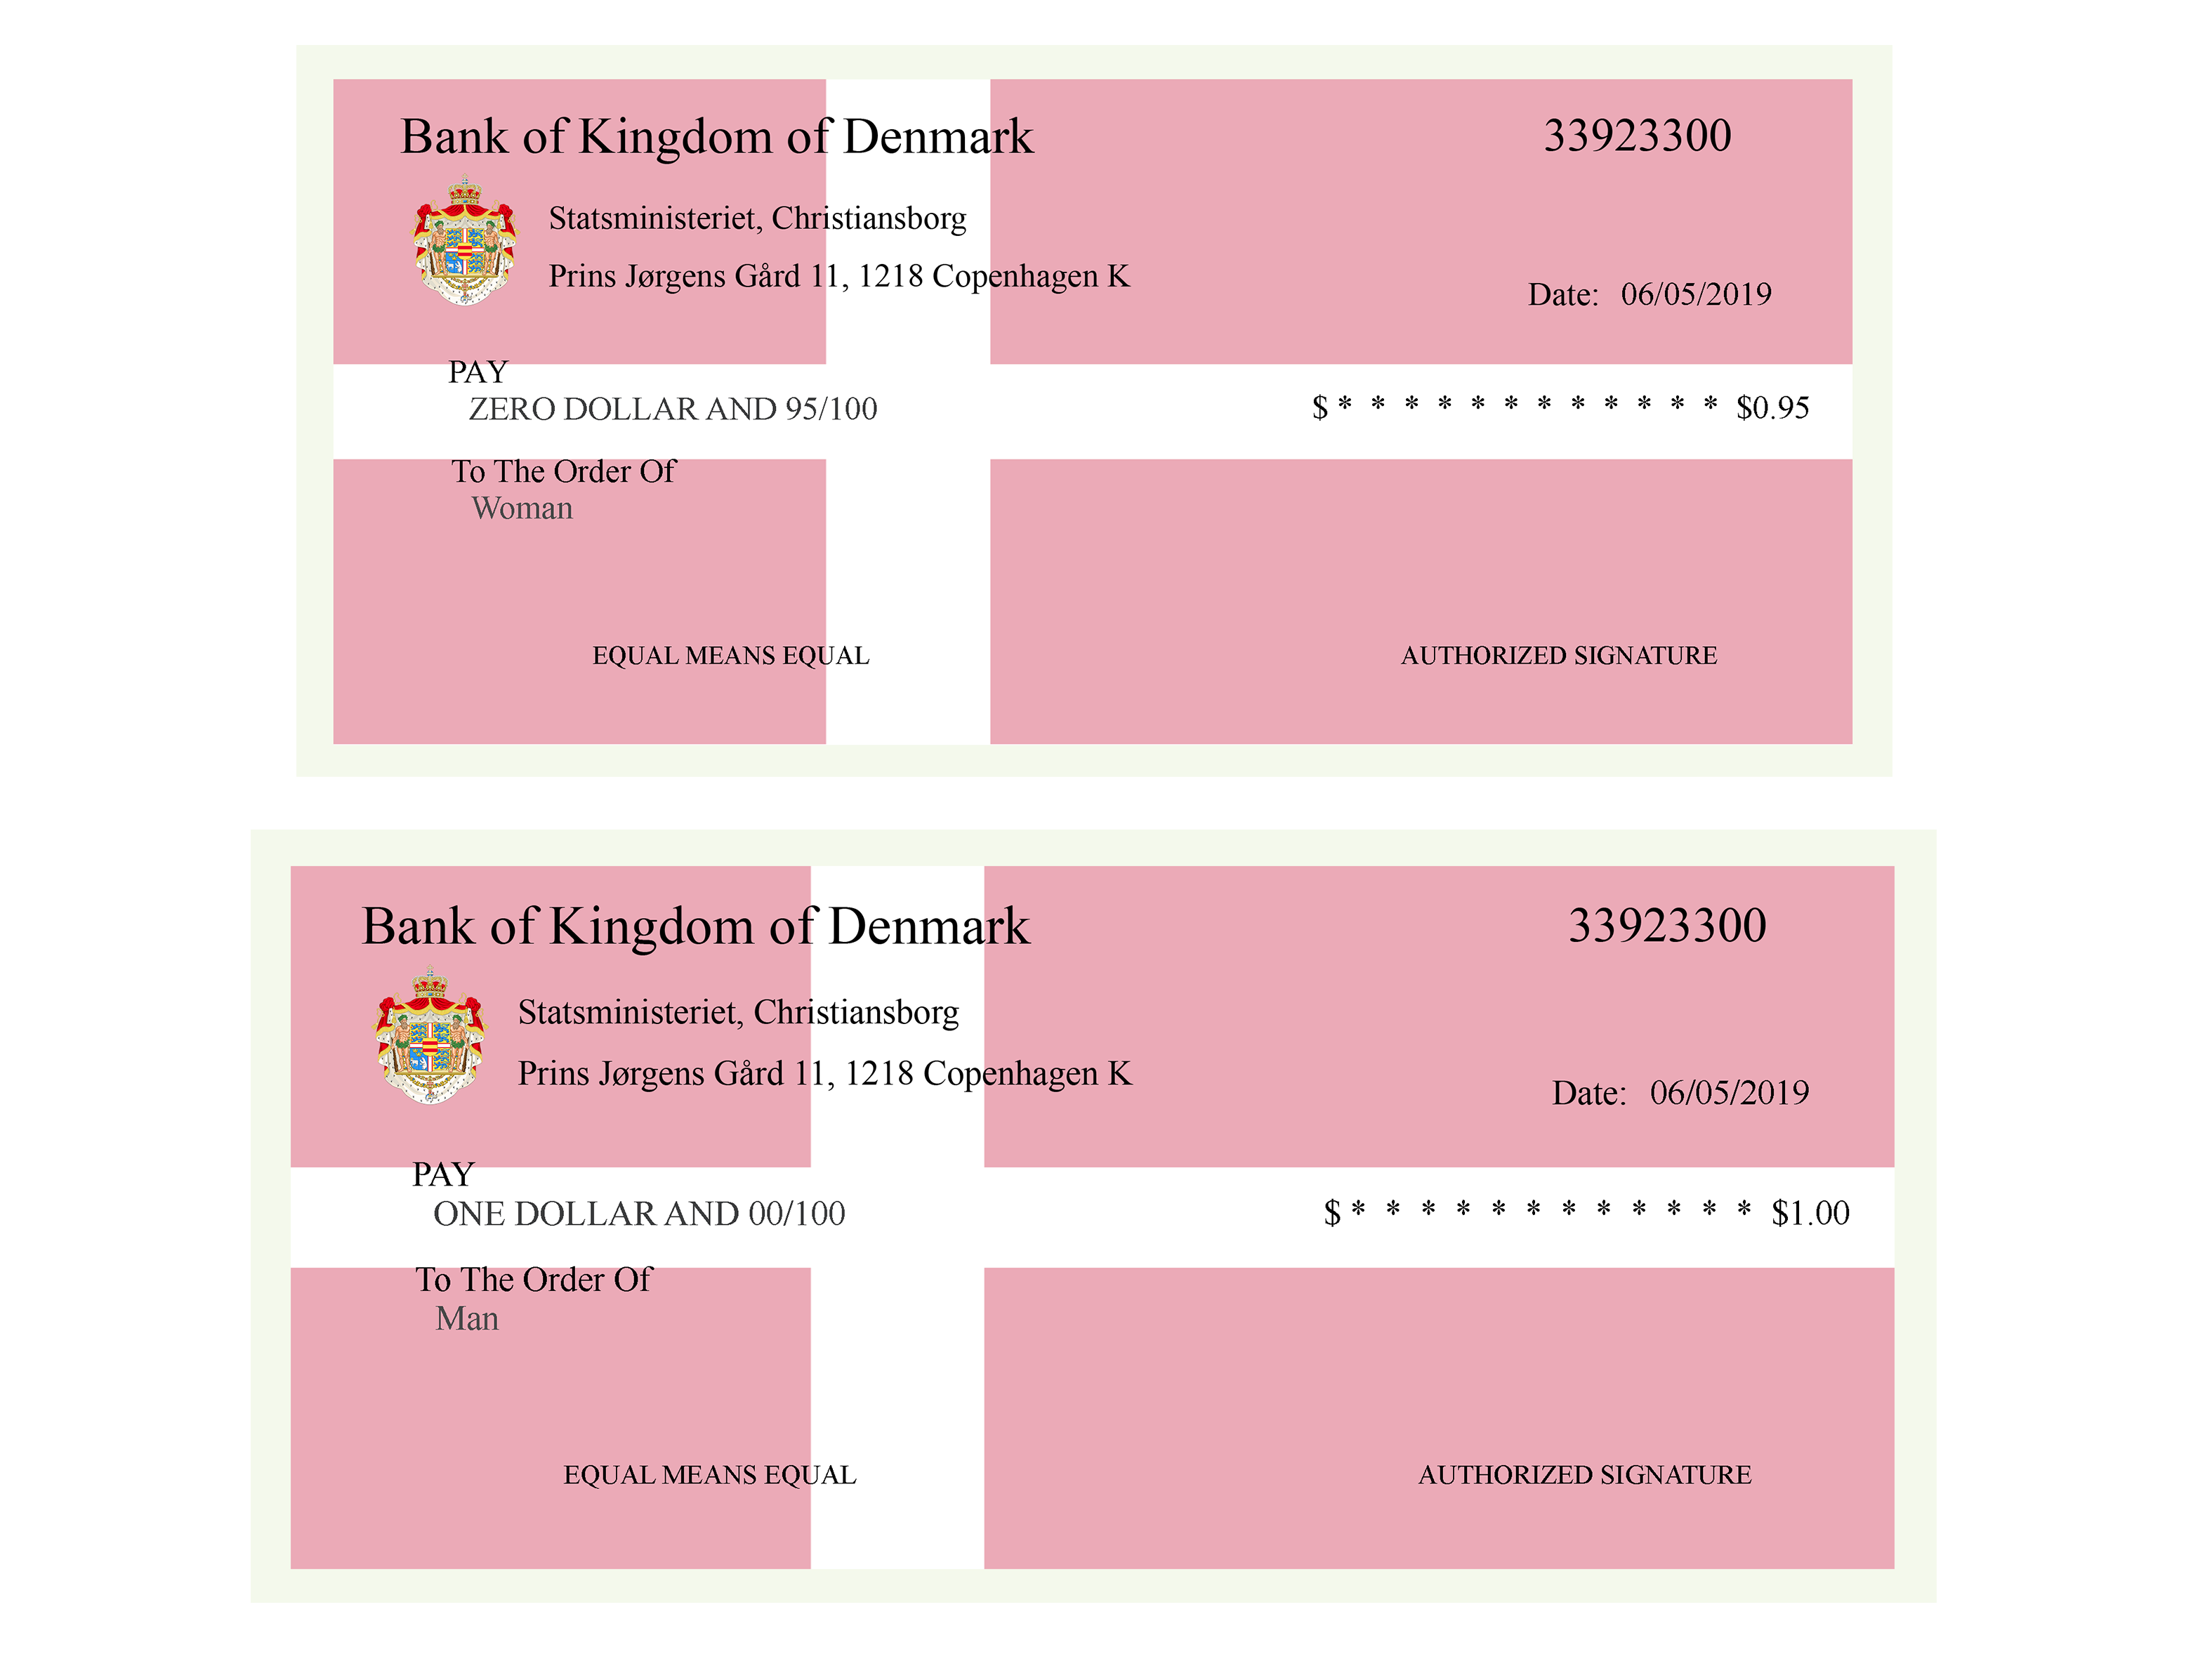 Bank of Kingdom of Denmark
33923300
Statsministeriet, Christiansborg
Prins Jørgens Gård 11, 1218 Copenhagen K
Date: 06/05/2019
PAY
ZERO DOLLAR AND 95/100
$ * * * * * * * * * * * * $0.95
To The Order Of
Woman
EQUAL MEANS EQUAL
AUTHORIZED SIGNATURE
Bank of Kingdom of Denmark
33923300
Statsministeriet, Christiansborg
Prins Jørgens Gård 11, 1218 Copenhagen K
Date: 06/05/2019
PAY
ONE DOLLAR AND 00/100
$ * * * * * * * * * * * * $1.00
To The Order Of
Man
EQUAL MEANS EQUAL
AUTHORIZED SIGNATURE